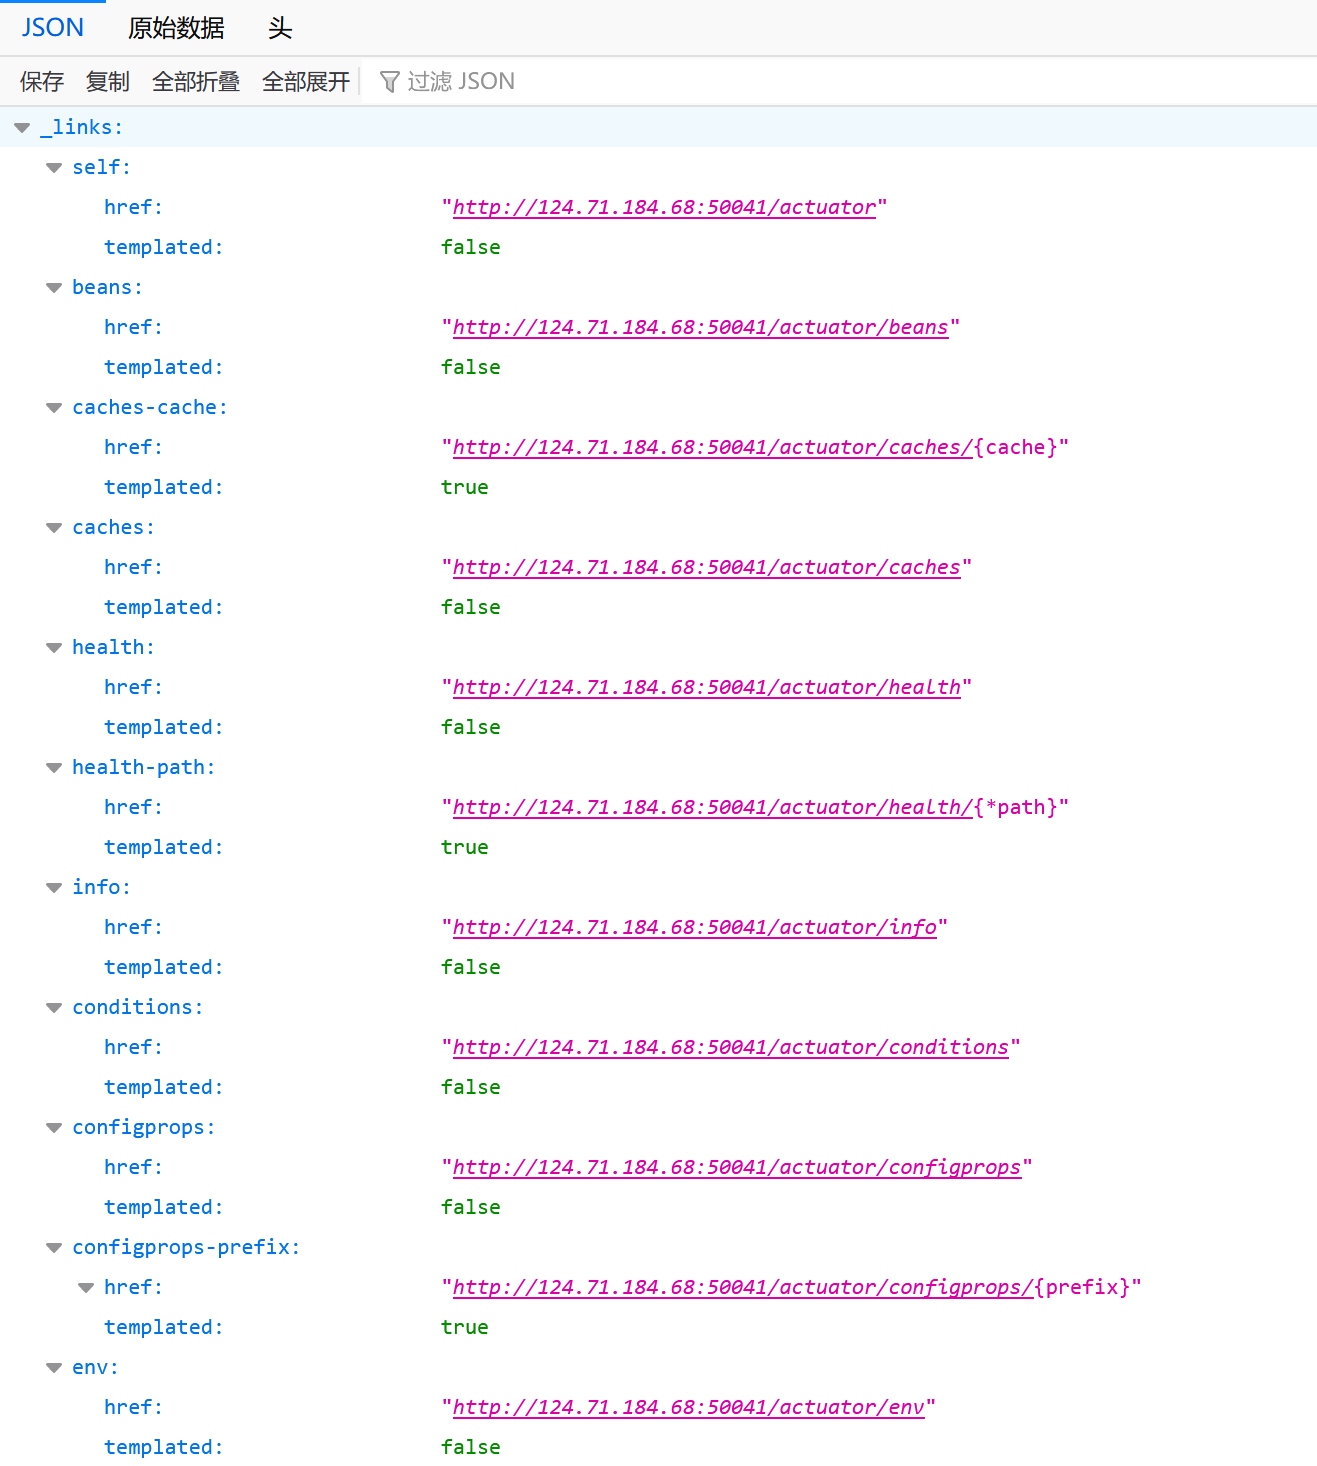 JSON 原始数据 头
保存 复制 全部折叠 全部展开 过滤 JSON
_links:
self:
href: "http://124.71.184.68:50041/actuator"
templated: false
beans:
href: "http://124.71.184.68:50041/actuator/beans"
templated: false
caches-cache:
href: "http://124.71.184.68:50041/actuator/caches/{cache}"
templated: true
caches:
href: "http://124.71.184.68:50041/actuator/caches"
templated: false
health:
href: "http://124.71.184.68:50041/actuator/health"
templated: false
health-path:
href: "http://124.71.184.68:50041/actuator/health/{*path}"
templated: true
info:
href: "http://124.71.184.68:50041/actuator/info"
templated: false
conditions:
href: "http://124.71.184.68:50041/actuator/conditions"
templated: false
configprops:
href: "http://124.71.184.68:50041/actuator/configprops"
templated: false
configprops-prefix:
href: "http://124.71.184.68:50041/actuator/configprops/{prefix}"
templated: true
env:
href: "http://124.71.184.68:50041/actuator/env"
templated: false